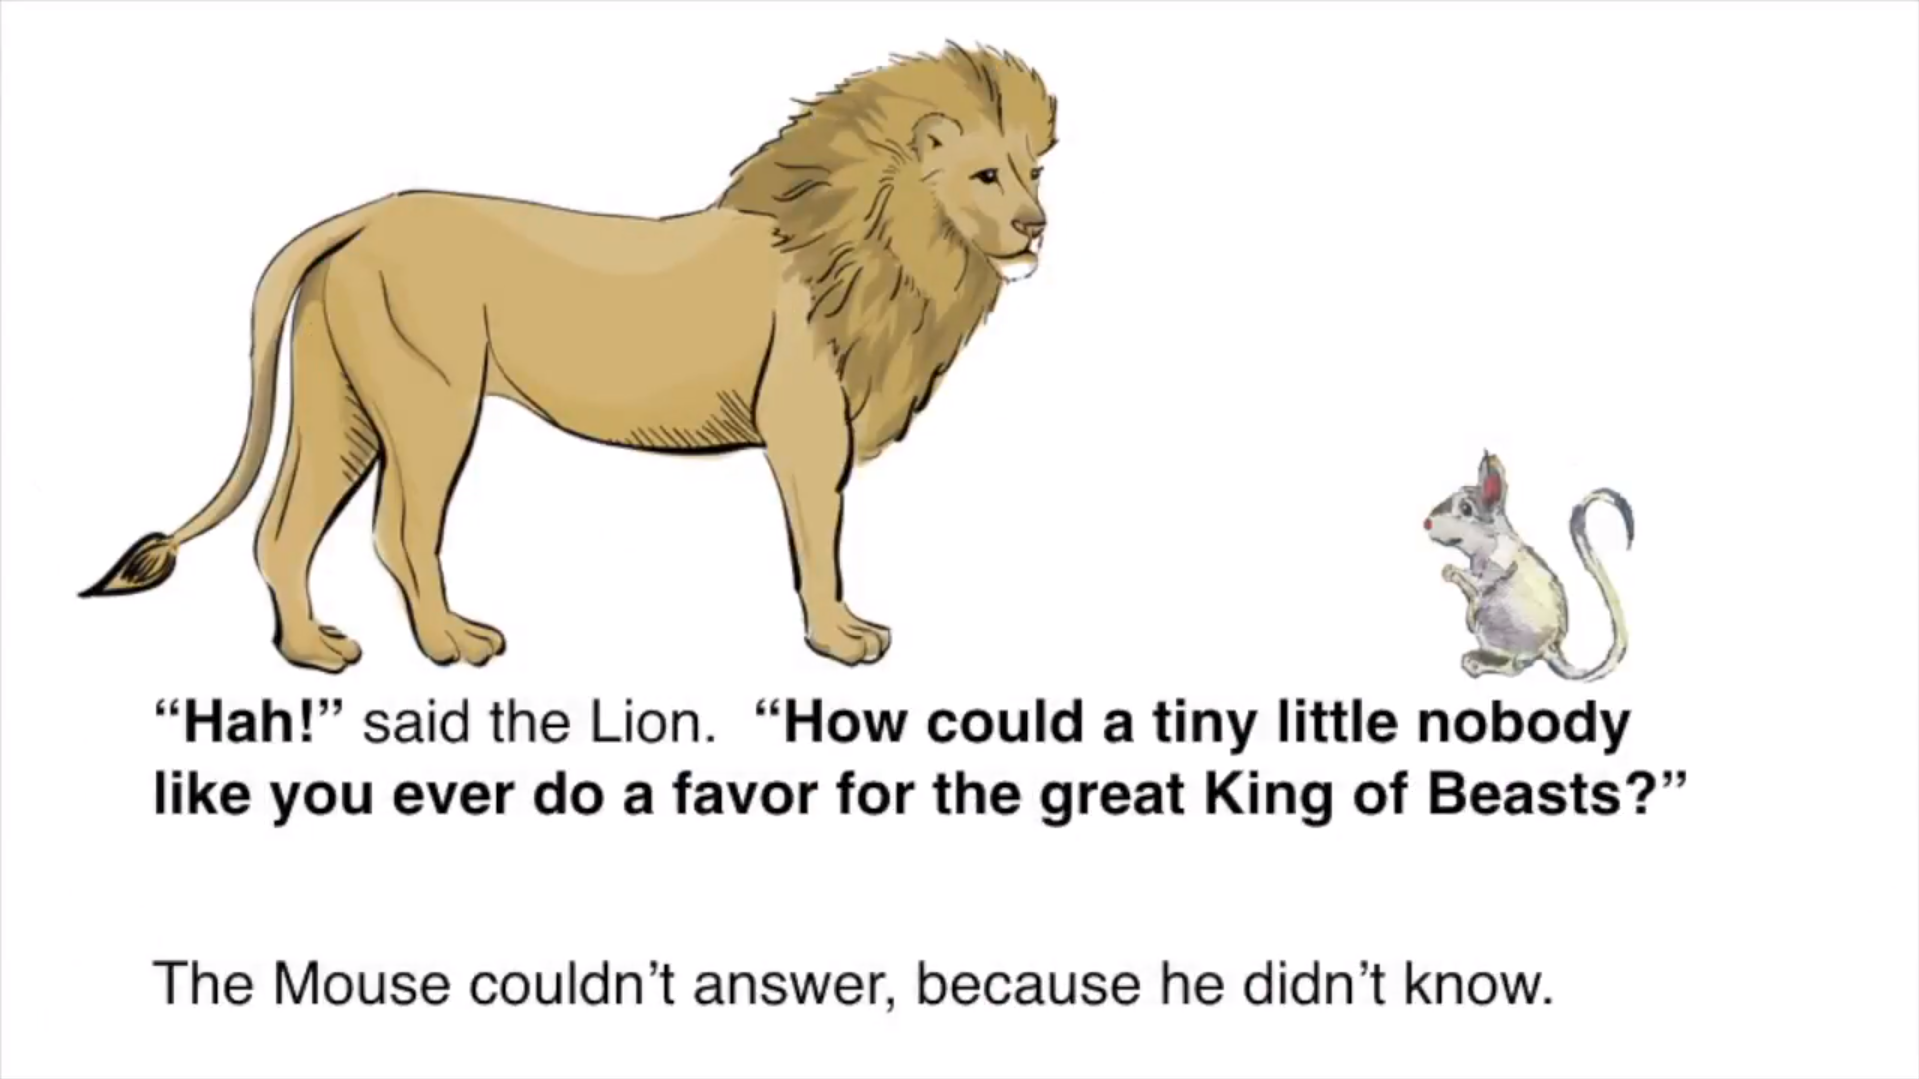 “Hah!” said the Lion.  “How could a tiny little nobody
like you ever do a favor for the great King of Beasts?”
The Mouse couldn’t answer, because he didn’t know.